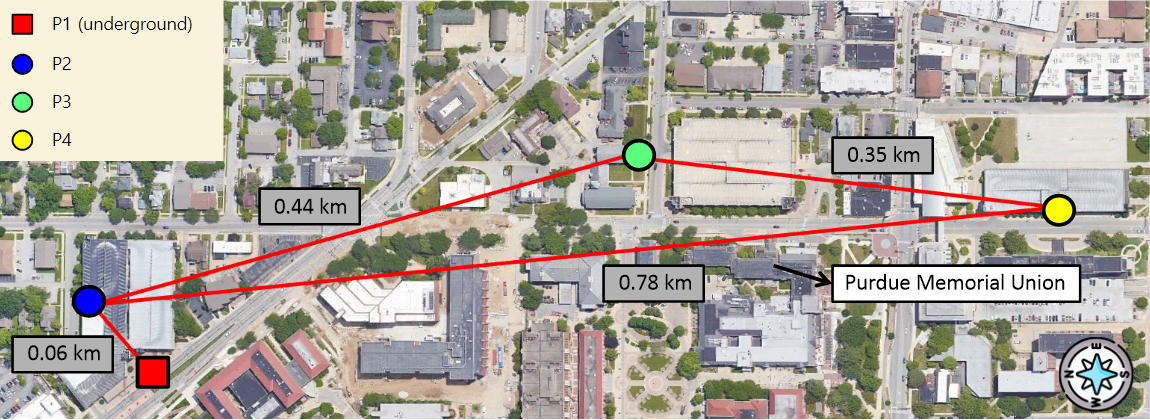 P1 (underground)
P2
P3
P4
0.35 km
0.44 km
0.78 km
Purdue Memorial Union
0.06 km
E
N
S
W